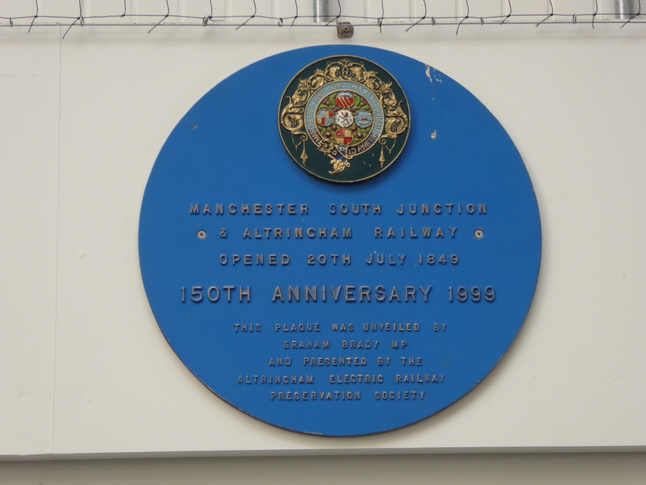 MANCHESTER SOUTH JUNCTION
& ALTRINCHAM RAILWAY
OPENED 20TH JULY 1849
150TH ANNIVERSARY 1999
THIS PLAQUE WAS UNVEILED BY
GRAHAM BRADY MP
AND PRESENTED BY THE
ALTRINCHAM ELECTRIC RAILWAY
PRESERVATION SOCIETY